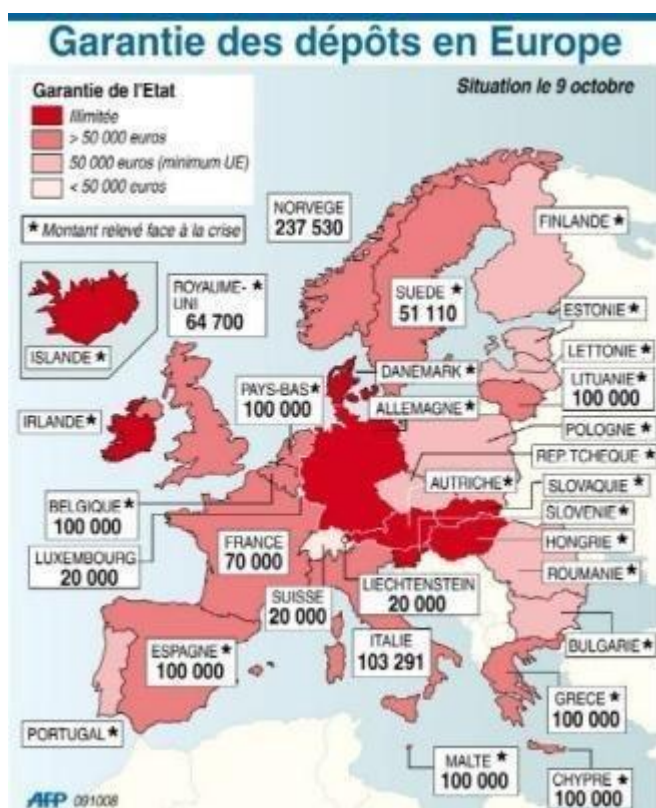 Garantie des dépôts en Europe
Situation le 9 octobre
Garantie de l'Etat
Illimitée
> 50 000 euros
50 000 euros (minimum UE)
< 50 000 euros
* Montant relevé face à la crise
NORVEGE
237 530
FINLANDE *
ROYAUME- *
UNI
64 700
SUEDE *
51 110
ISLANDE *
ESTONIE *
LETTONIE *
DANEMARK *
LITUANIE *
100 000
PAYS-BAS *
100 000
ALLEMAGNE *
IRLANDE *
POLOGNE *
REP.TCHEQUE *
AUTRICHE *
SLOVAQUIE *
BELGIQUE *
100 000
SLOVENIE *
FRANCE
70 000
HONGRIE *
LUXEMBOURG
20 000
ROUMANIE *
SUISSE
20 000
LIECHTENSTEIN
20 000
ITALIE
103 291
ESPAGNE *
100 000
BULGARIE *
GRECE *
100 000
PORTUGAL *
MALTE *
100 000
CHYPRE *
100 000
AFP 091008